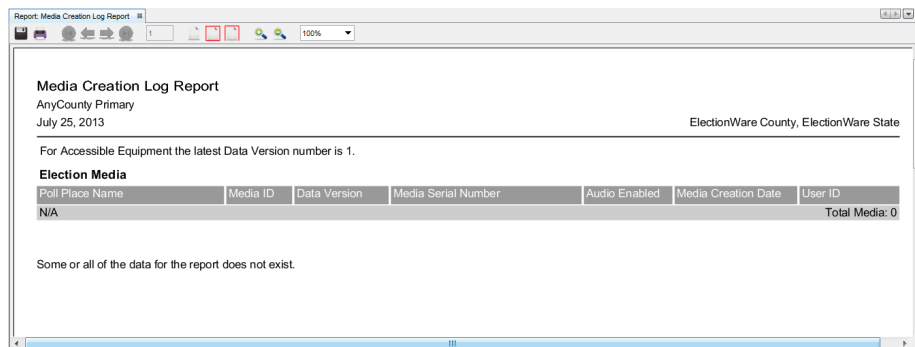 Report: Media Creation Log Report
1
100%
Media Creation Log Report
AnyCounty Primary
July 25, 2013
ElectionWare County, ElectionWare State
For Accessible Equipment the latest Data Version number is 1.
Election Media
Poll Place Name Media ID Data Version Media Serial Number Audio Enabled Media Creation Date User ID
N/A Total Media: 0
Some or all of the data for the report does not exist.